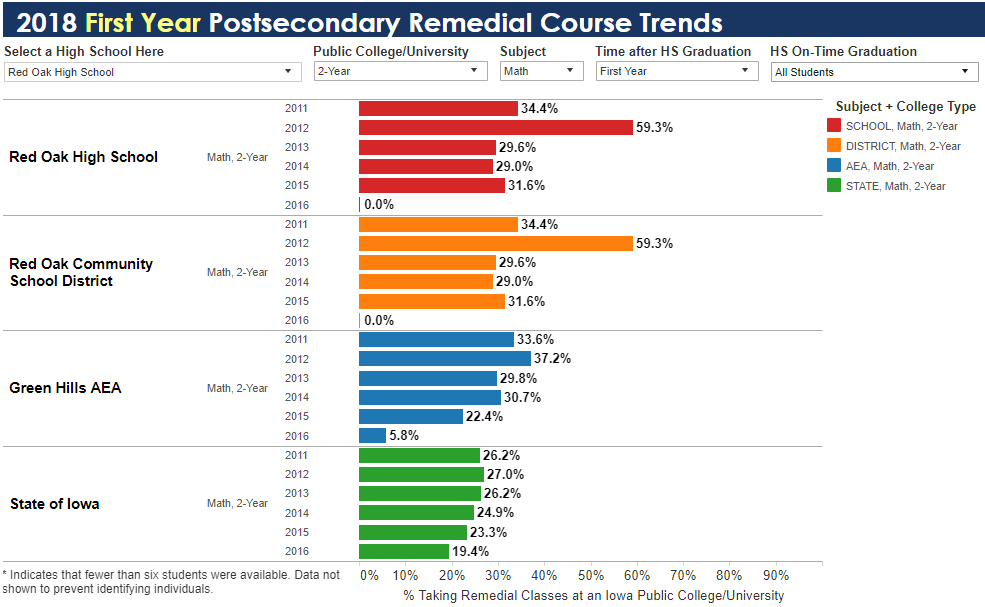 2018 First Year Postsecondary Remedial Course Trends
Select a High School Here
Public College/University
Subject
Time after HS Graduation
HS On-Time Graduation
Red Oak High School
2-Year
Math
First Year
All Students
Subject + College Type
SCHOOL, Math, 2-Year
DISTRICT, Math, 2-Year
AEA, Math, 2-Year
STATE, Math, 2-Year
Red Oak High School
Math, 2-Year
2011 34.4%
2012 59.3%
2013 29.6%
2014 29.0%
2015 31.6%
2016 0.0%
Red Oak Community
School District
Math, 2-Year
2011 34.4%
2012 59.3%
2013 29.6%
2014 29.0%
2015 31.6%
2016 0.0%
Green Hills AEA
Math, 2-Year
2011 33.6%
2012 37.2%
2013 29.8%
2014 30.7%
2015 22.4%
2016 5.8%
State of Iowa
Math, 2-Year
2011 26.2%
2012 27.0%
2013 26.2%
2014 24.9%
2015 23.3%
2016 19.4%
0% 10% 20% 30% 40% 50% 60% 70% 80% 90%
% Taking Remedial Classes at an Iowa Public College/University
* Indicates that fewer than six students were available. Data not
shown to prevent identifying individuals.